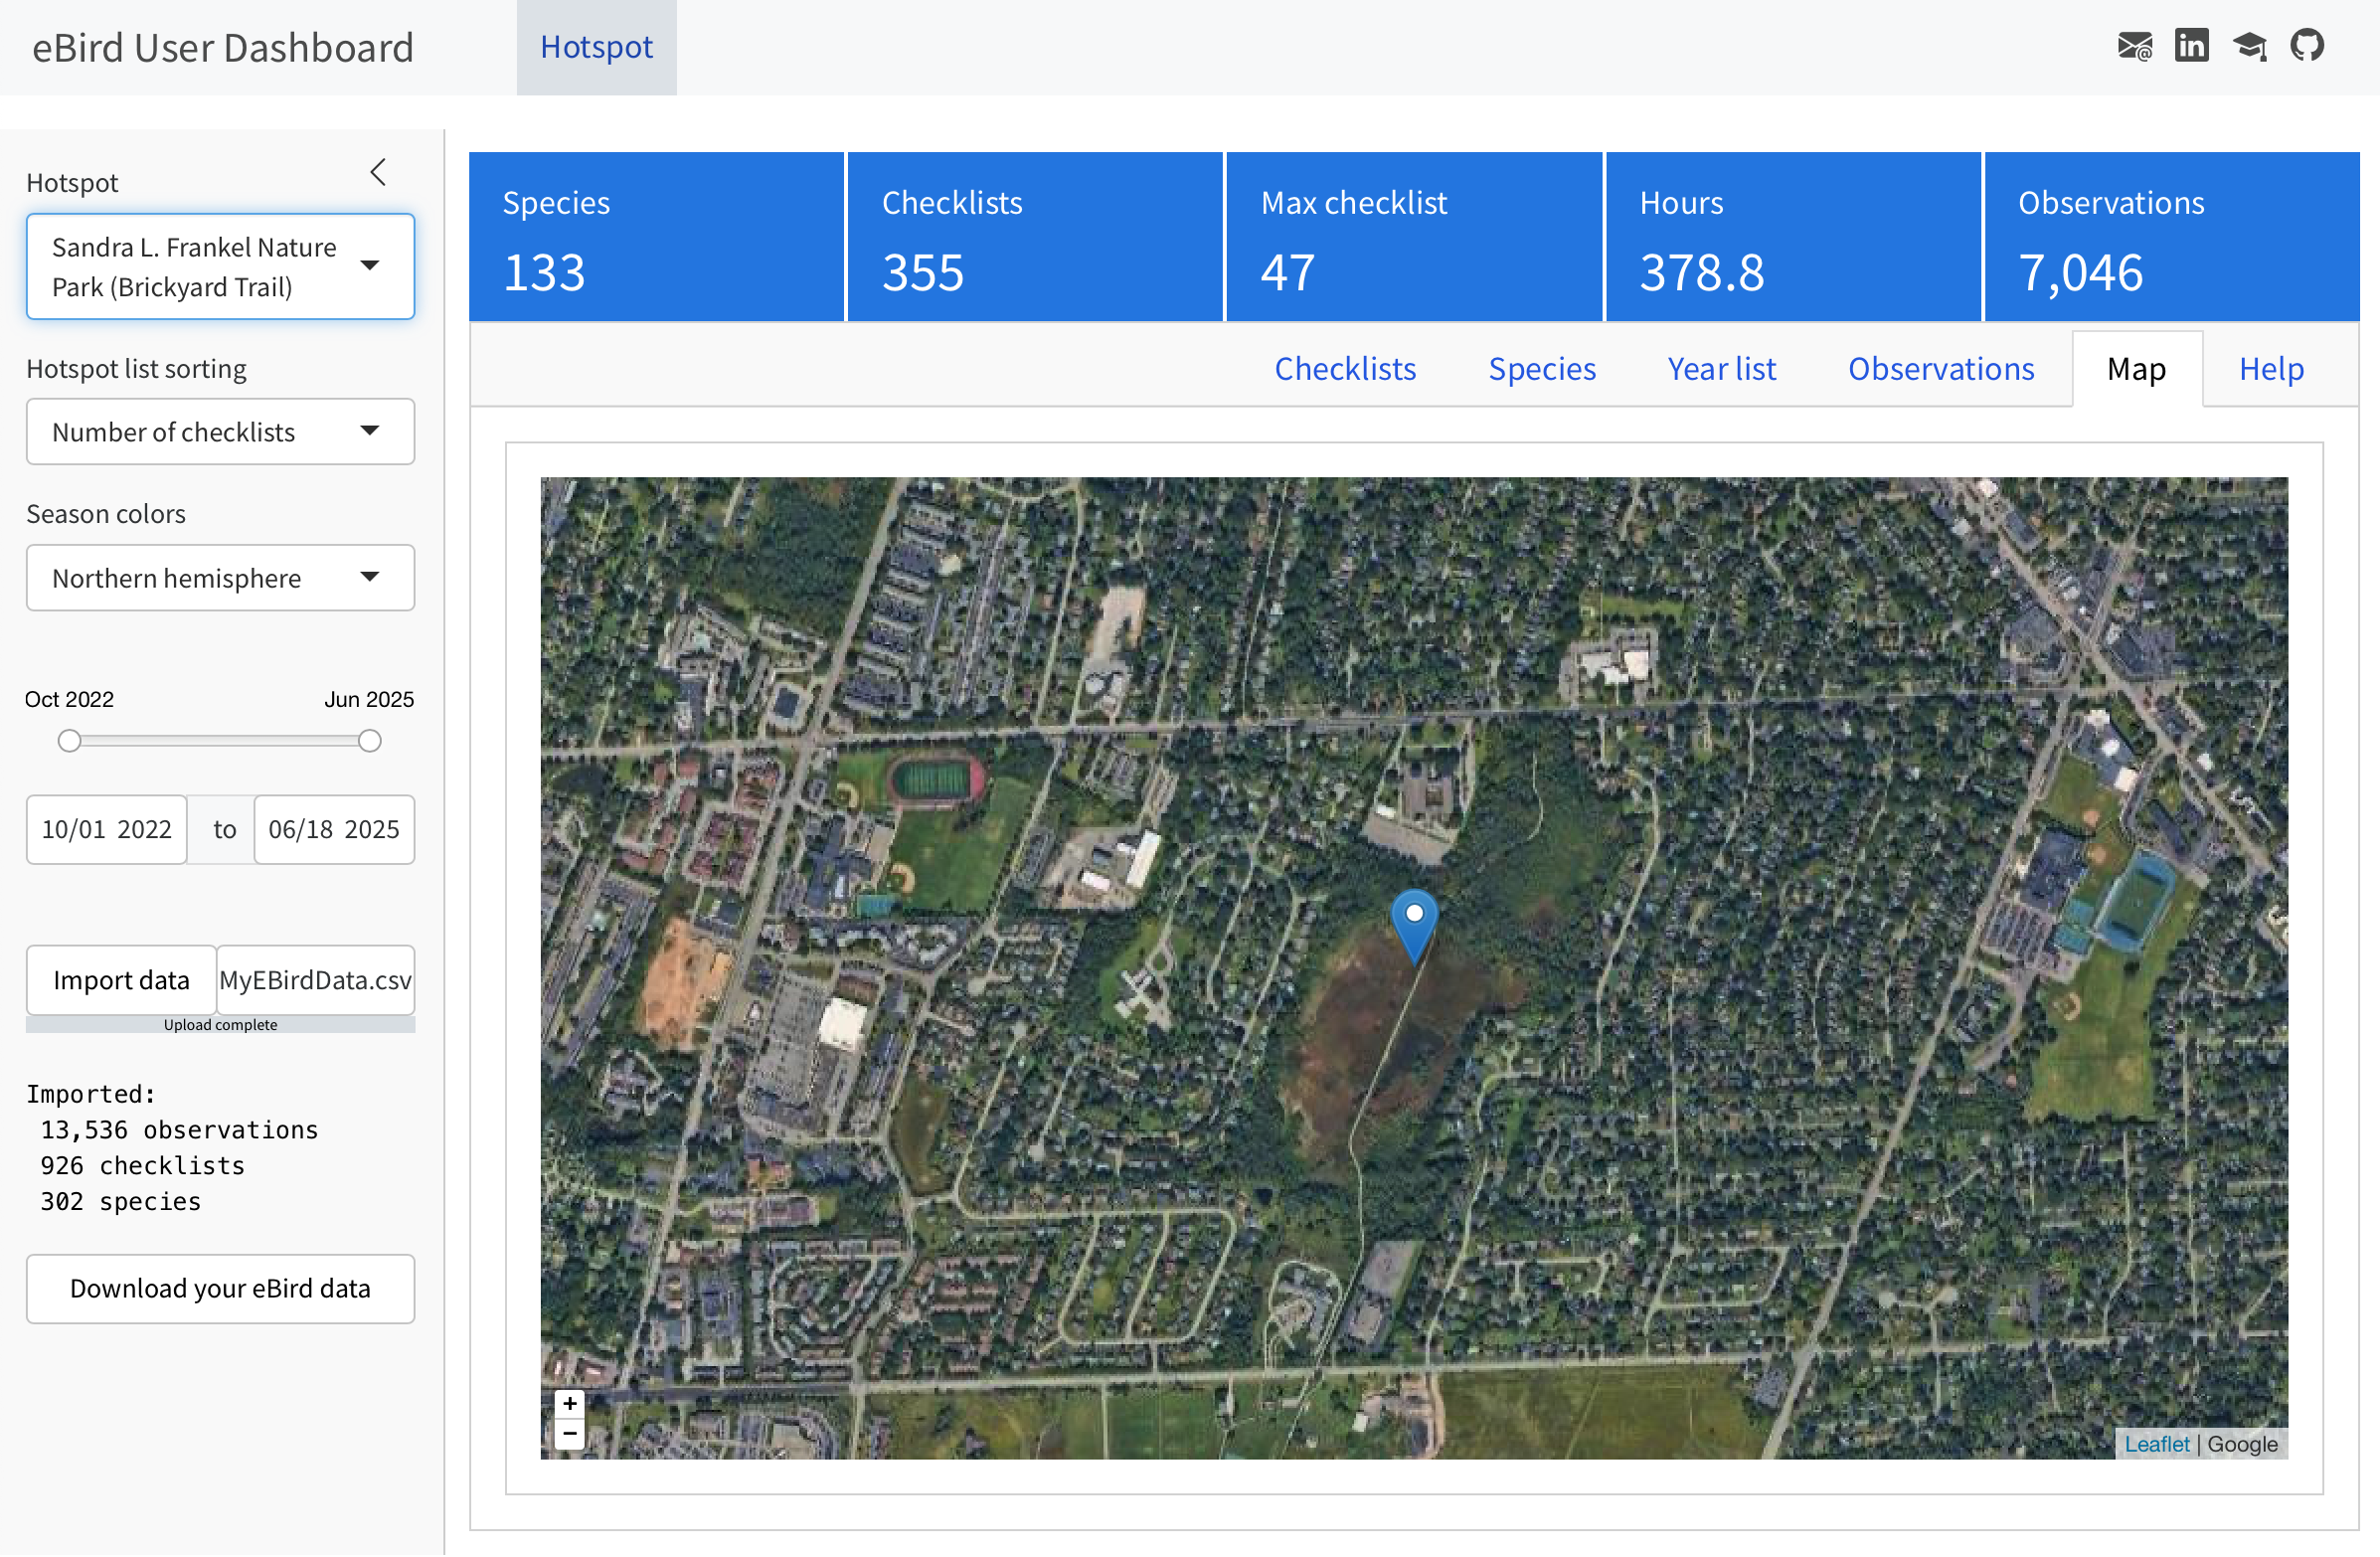 eBird User Dashboard
Hotspot
Hotspot
Sandra L. Frankel Nature
Park (Brickyard Trail)
Hotspot list sorting
Number of checklists
Season colors
Northern hemisphere
Oct 2022
Jun 2025
10/01 2022 to 06/18 2025
Import data MyEBirdData.csv
Upload complete
Imported:
13,536 observations
926 checklists
302 species
Download your eBird data
Species
133
Checklists
355
Max checklist
47
Hours
378.8
Observations
7,046
Checklists
Species
Year list
Observations
Map
Help
+
−
Leaflet | Google